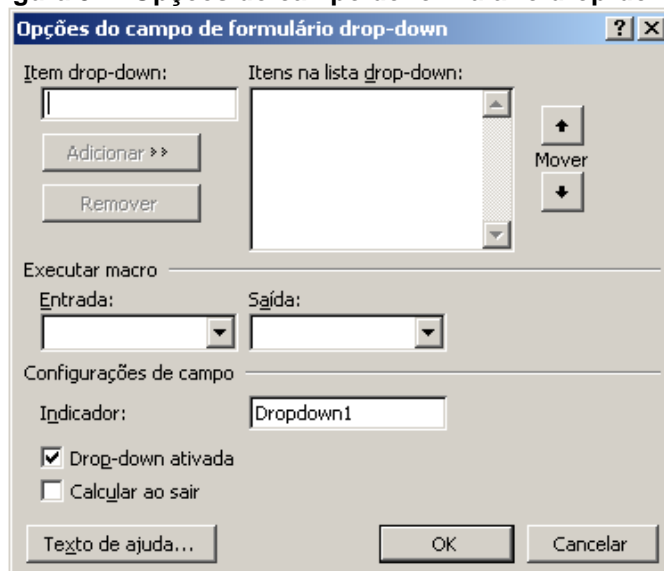 Opções do campo de formulário drop-down
Item drop-down: Itens na lista drop-down:
Adicionar
Mover
Remover
Executar macro
Entrada: Saída:
Configurações de campo
Indicador: Dropdown1
Drop-down ativada
Calcular ao sair
Texto de ajuda... OK Cancelar